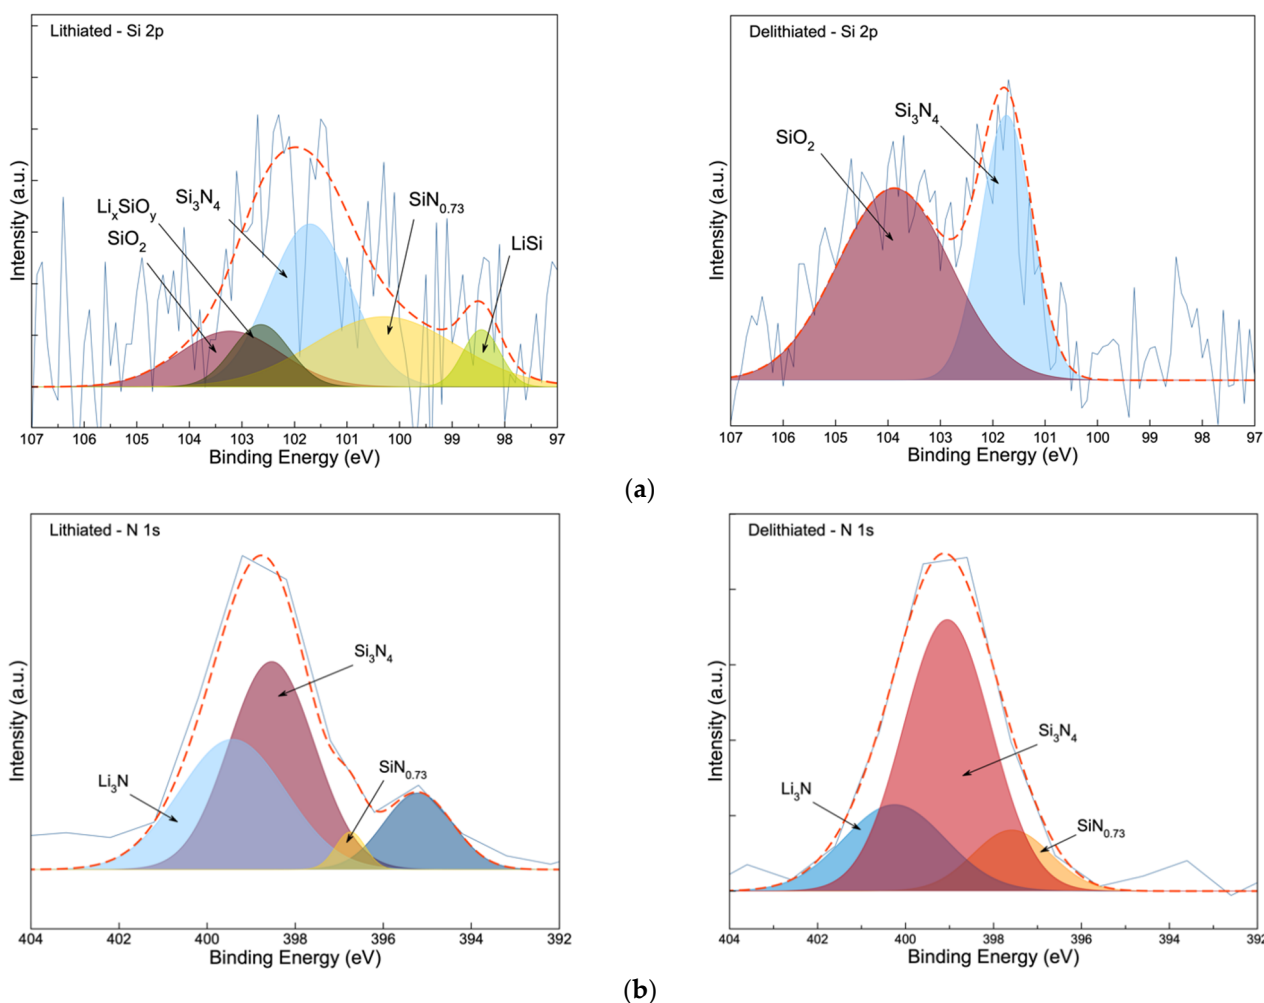 Lithiated - Si 2p
Intensity (a.u.)
LiₓSiOᵧ
SiO₂
Si₃N₄
SiN₀.₇₃
LiSi
107 106 105 104 103 102 101 100 99 98 97
Binding Energy (eV)
Delithiated - Si 2p
Intensity (a.u.)
SiO₂
Si₃N₄
107 106 105 104 103 102 101 100 99 98 97
Binding Energy (eV)
(a)
Lithiated - N 1s
Intensity (a.u.)
Li₃N
Si₃N₄
SiN₀.₇₃
404 402 400 398 396 394 392
Binding Energy (eV)
Delithiated - N 1s
Intensity (a.u.)
Li₃N
Si₃N₄
SiN₀.₇₃
404 402 400 398 396 394 392
Binding Energy (eV)
(b)